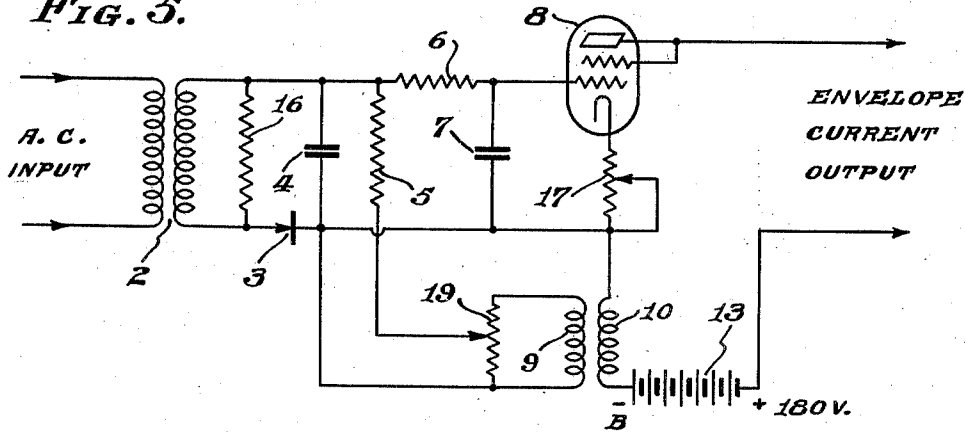 FIG. 5.
8
6
A. C.
INPUT
16
4
5
7
17
ENVELOPE
CURRENT
OUTPUT
2
3
19
9
10
13
- B
+ 180 V.